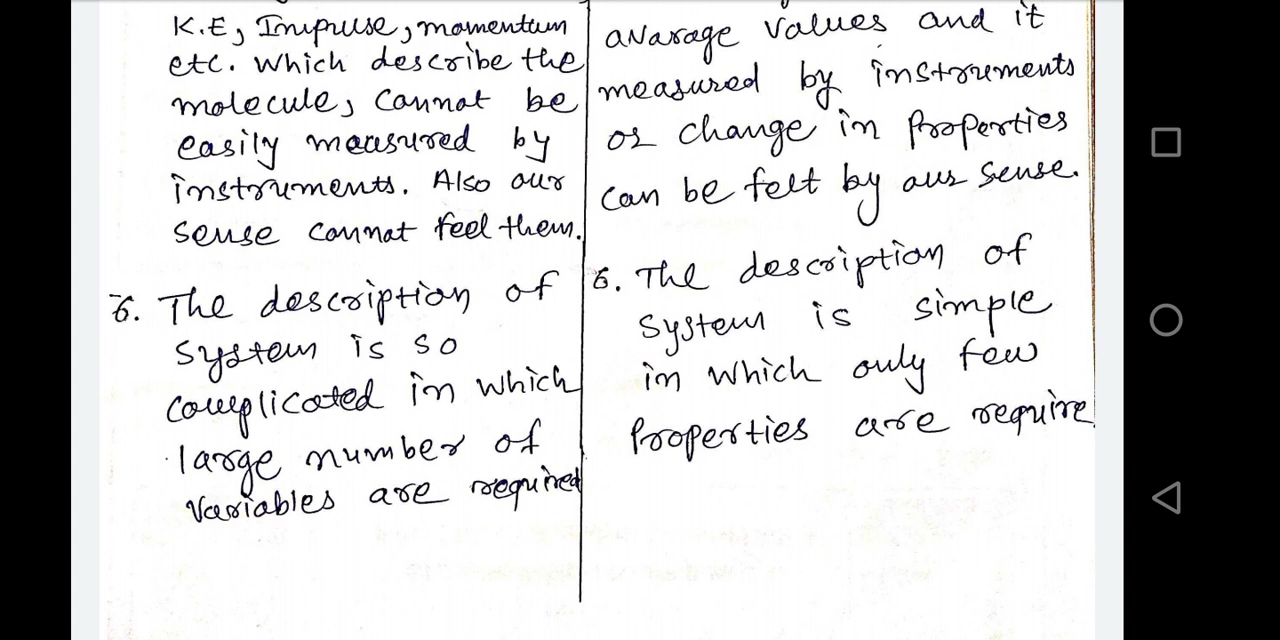 K.E, Impruse, momentum
etc. which describe the
molecule, cannot be
easily measured by
instruments. Also our
sense cannot feel them.
6. The description of
system is so
complicated in which
large number of
variables are required
avarage values and it
measured by instruments
or change in properties
can be felt by our sense.
6. The description of
system is simple
in which only few
properties are require